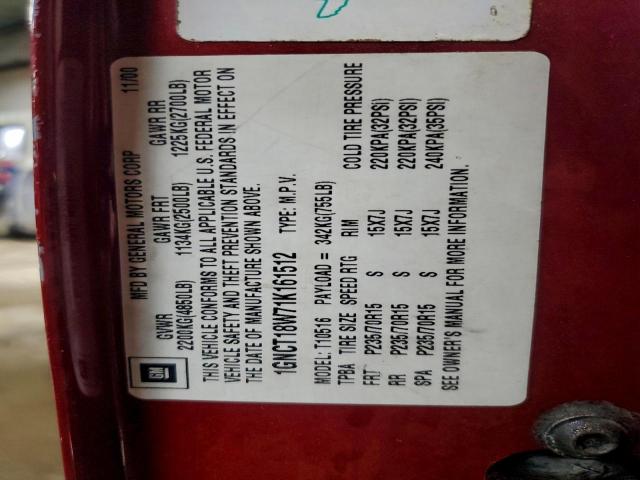 GM
MFD BY GENERAL MOTORS CORP 11/00
GVWR GAWR FRT GAWR RR
2200KG(4850LB) 1134KG(2500LB) 1225KG(2700LB)
THIS VEHICLE CONFORMS TO ALL APPLICABLE U.S. FEDERAL MOTOR
VEHICLE SAFETY AND THEFT PREVENTION STANDARDS IN EFFECT ON
THE DATE OF MANUFACTURE SHOWN ABOVE.
1GNCT18W71K161512 TYPE: M.P.V.
MODEL: T10516 PAYLOAD = 342KG(755LB)
TPBA TIRE SIZE SPEED RTG RIM COLD TIRE PRESSURE
FRT P235/70R15 S 15X7J 220KPA(32PSI)
RR P235/70R15 S 15X7J 220KPA(32PSI)
SPA P235/70R15 S 15X7J 240KPA(35PSI)
SEE OWNER'S MANUAL FOR MORE INFORMATION.